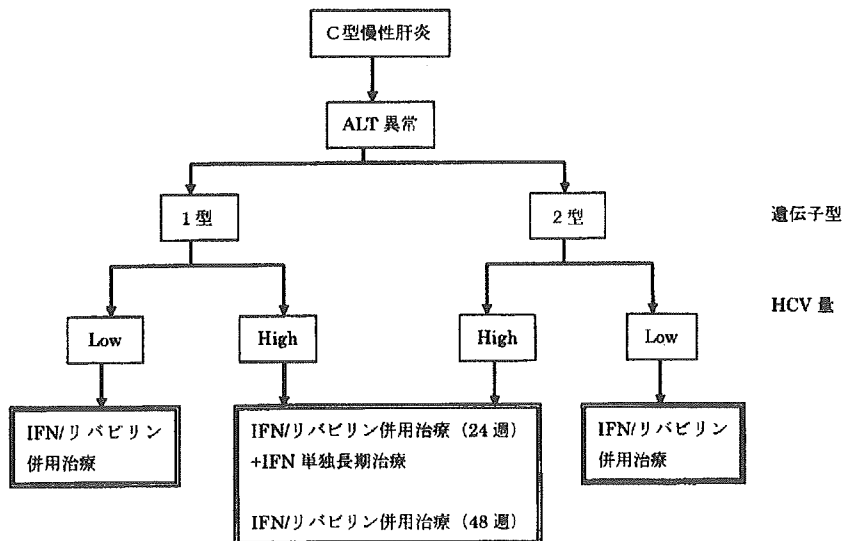 C型慢性肝炎
ALT 異常
1型
2型
遺伝子型
HCV 量
Low
High
High
Low
IFN/リバビリン
併用治療
IFN/リバビリン併用治療（24 週）
+IFN 単独長期治療
IFN/リバビリン併用治療（48 週）
IFN/リバビリン
併用治療